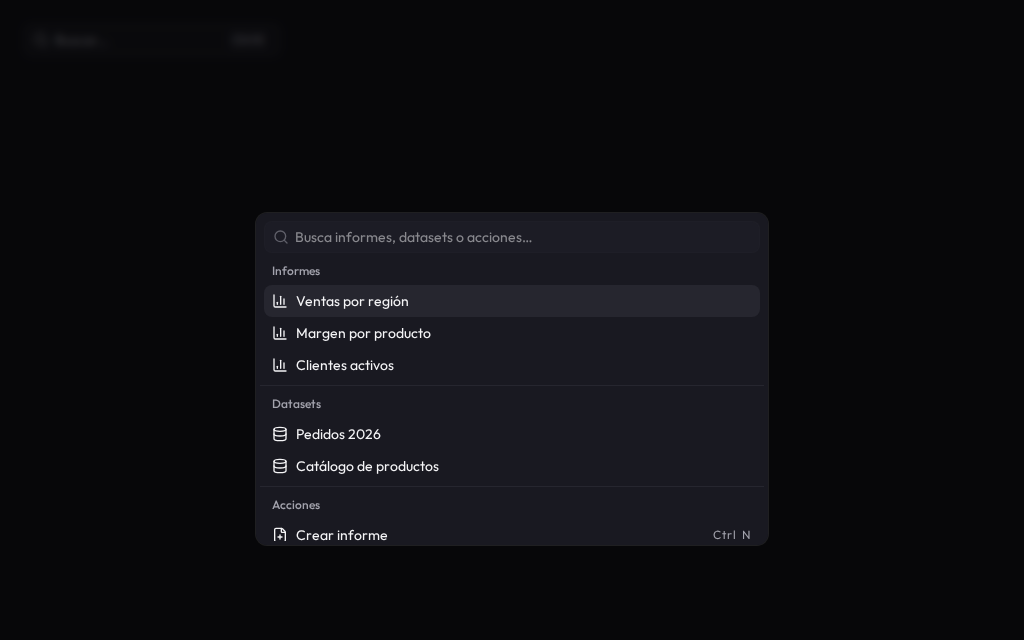 Busca informes, datasets o acciones…
Informes
Ventas por región
Margen por producto
Clientes activos
Datasets
Pedidos 2026
Catálogo de productos
Acciones
Crear informe Ctrl N